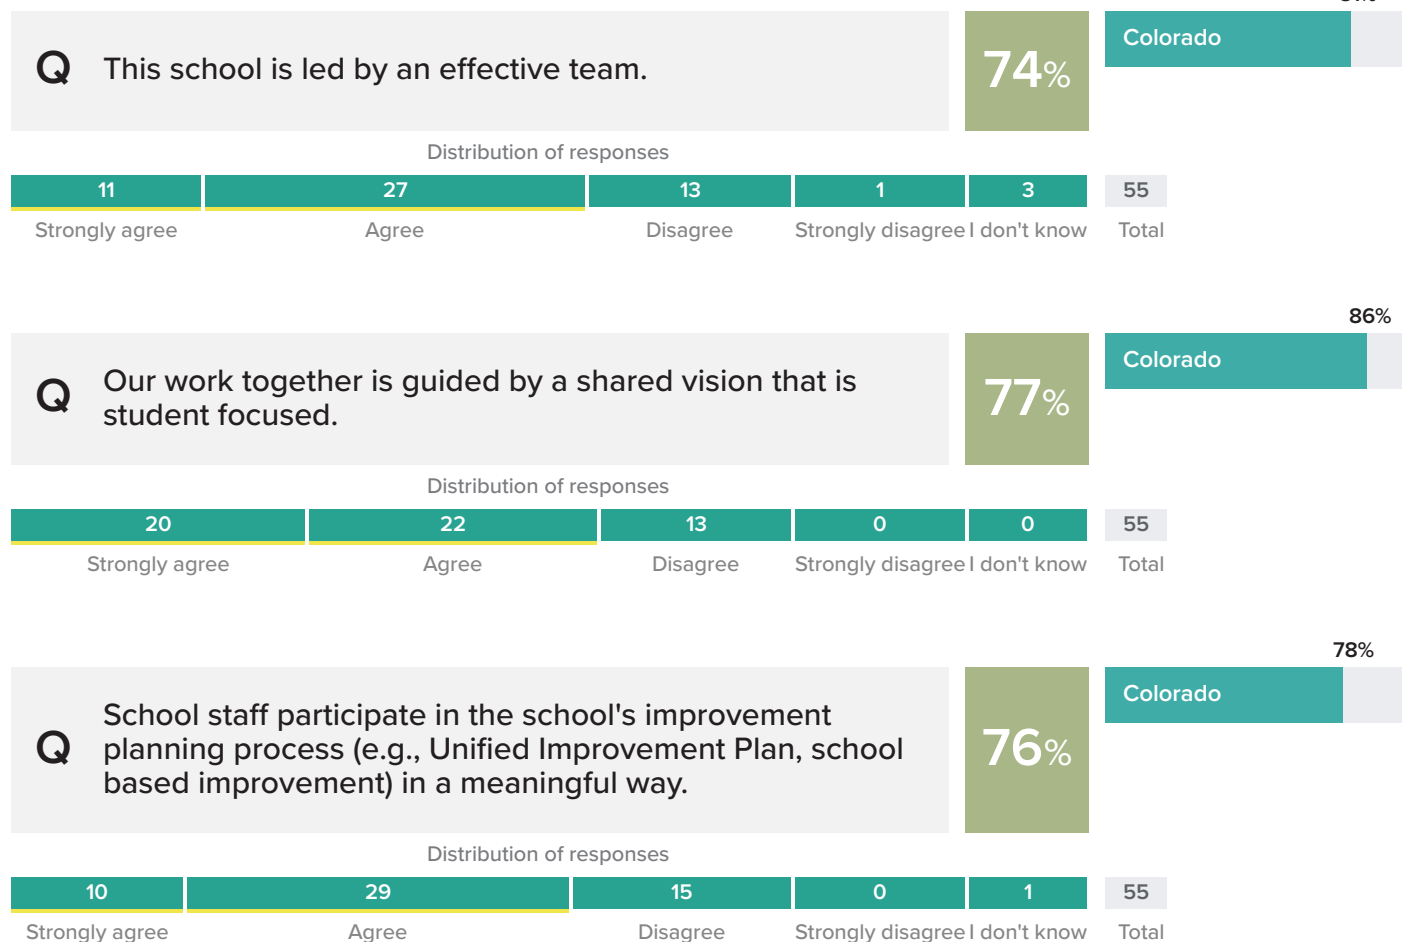 Q This school is led by an effective team.
74%
Colorado
Distribution of responses
11 27 13 1 3 55
Strongly agree Agree Disagree Strongly disagree I don't know Total
86%
Q Our work together is guided by a shared vision that is
student focused.
77%
Colorado
Distribution of responses
20 22 13 0 0 55
Strongly agree Agree Disagree Strongly disagree I don't know Total
78%
Q School staff participate in the school's improvement
planning process (e.g., Unified Improvement Plan, school
based improvement) in a meaningful way.
76%
Colorado
Distribution of responses
10 29 15 0 1 55
Strongly agree Agree Disagree Strongly disagree I don't know Total